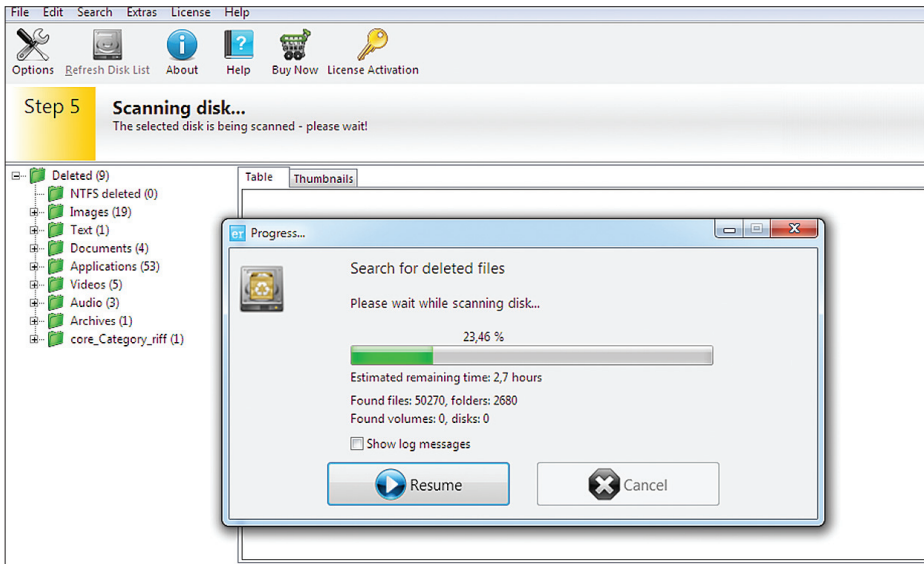 File Edit Search Extras License Help
Options Refresh Disk List About Help Buy Now License Activation
Step 5
Scanning disk...
The selected disk is being scanned - please wait!
Deleted (9)
NTFS deleted (0)
Images (19)
Text (1)
Documents (4)
Applications (53)
Videos (5)
Audio (3)
Archives (1)
core_Category_riff (1)
Table Thumbnails
er Progress...
Search for deleted files
Please wait while scanning disk...
23,46 %
Estimated remaining time: 2,7 hours
Found files: 50270, folders: 2680
Found volumes: 0, disks: 0
Show log messages
Resume Cancel